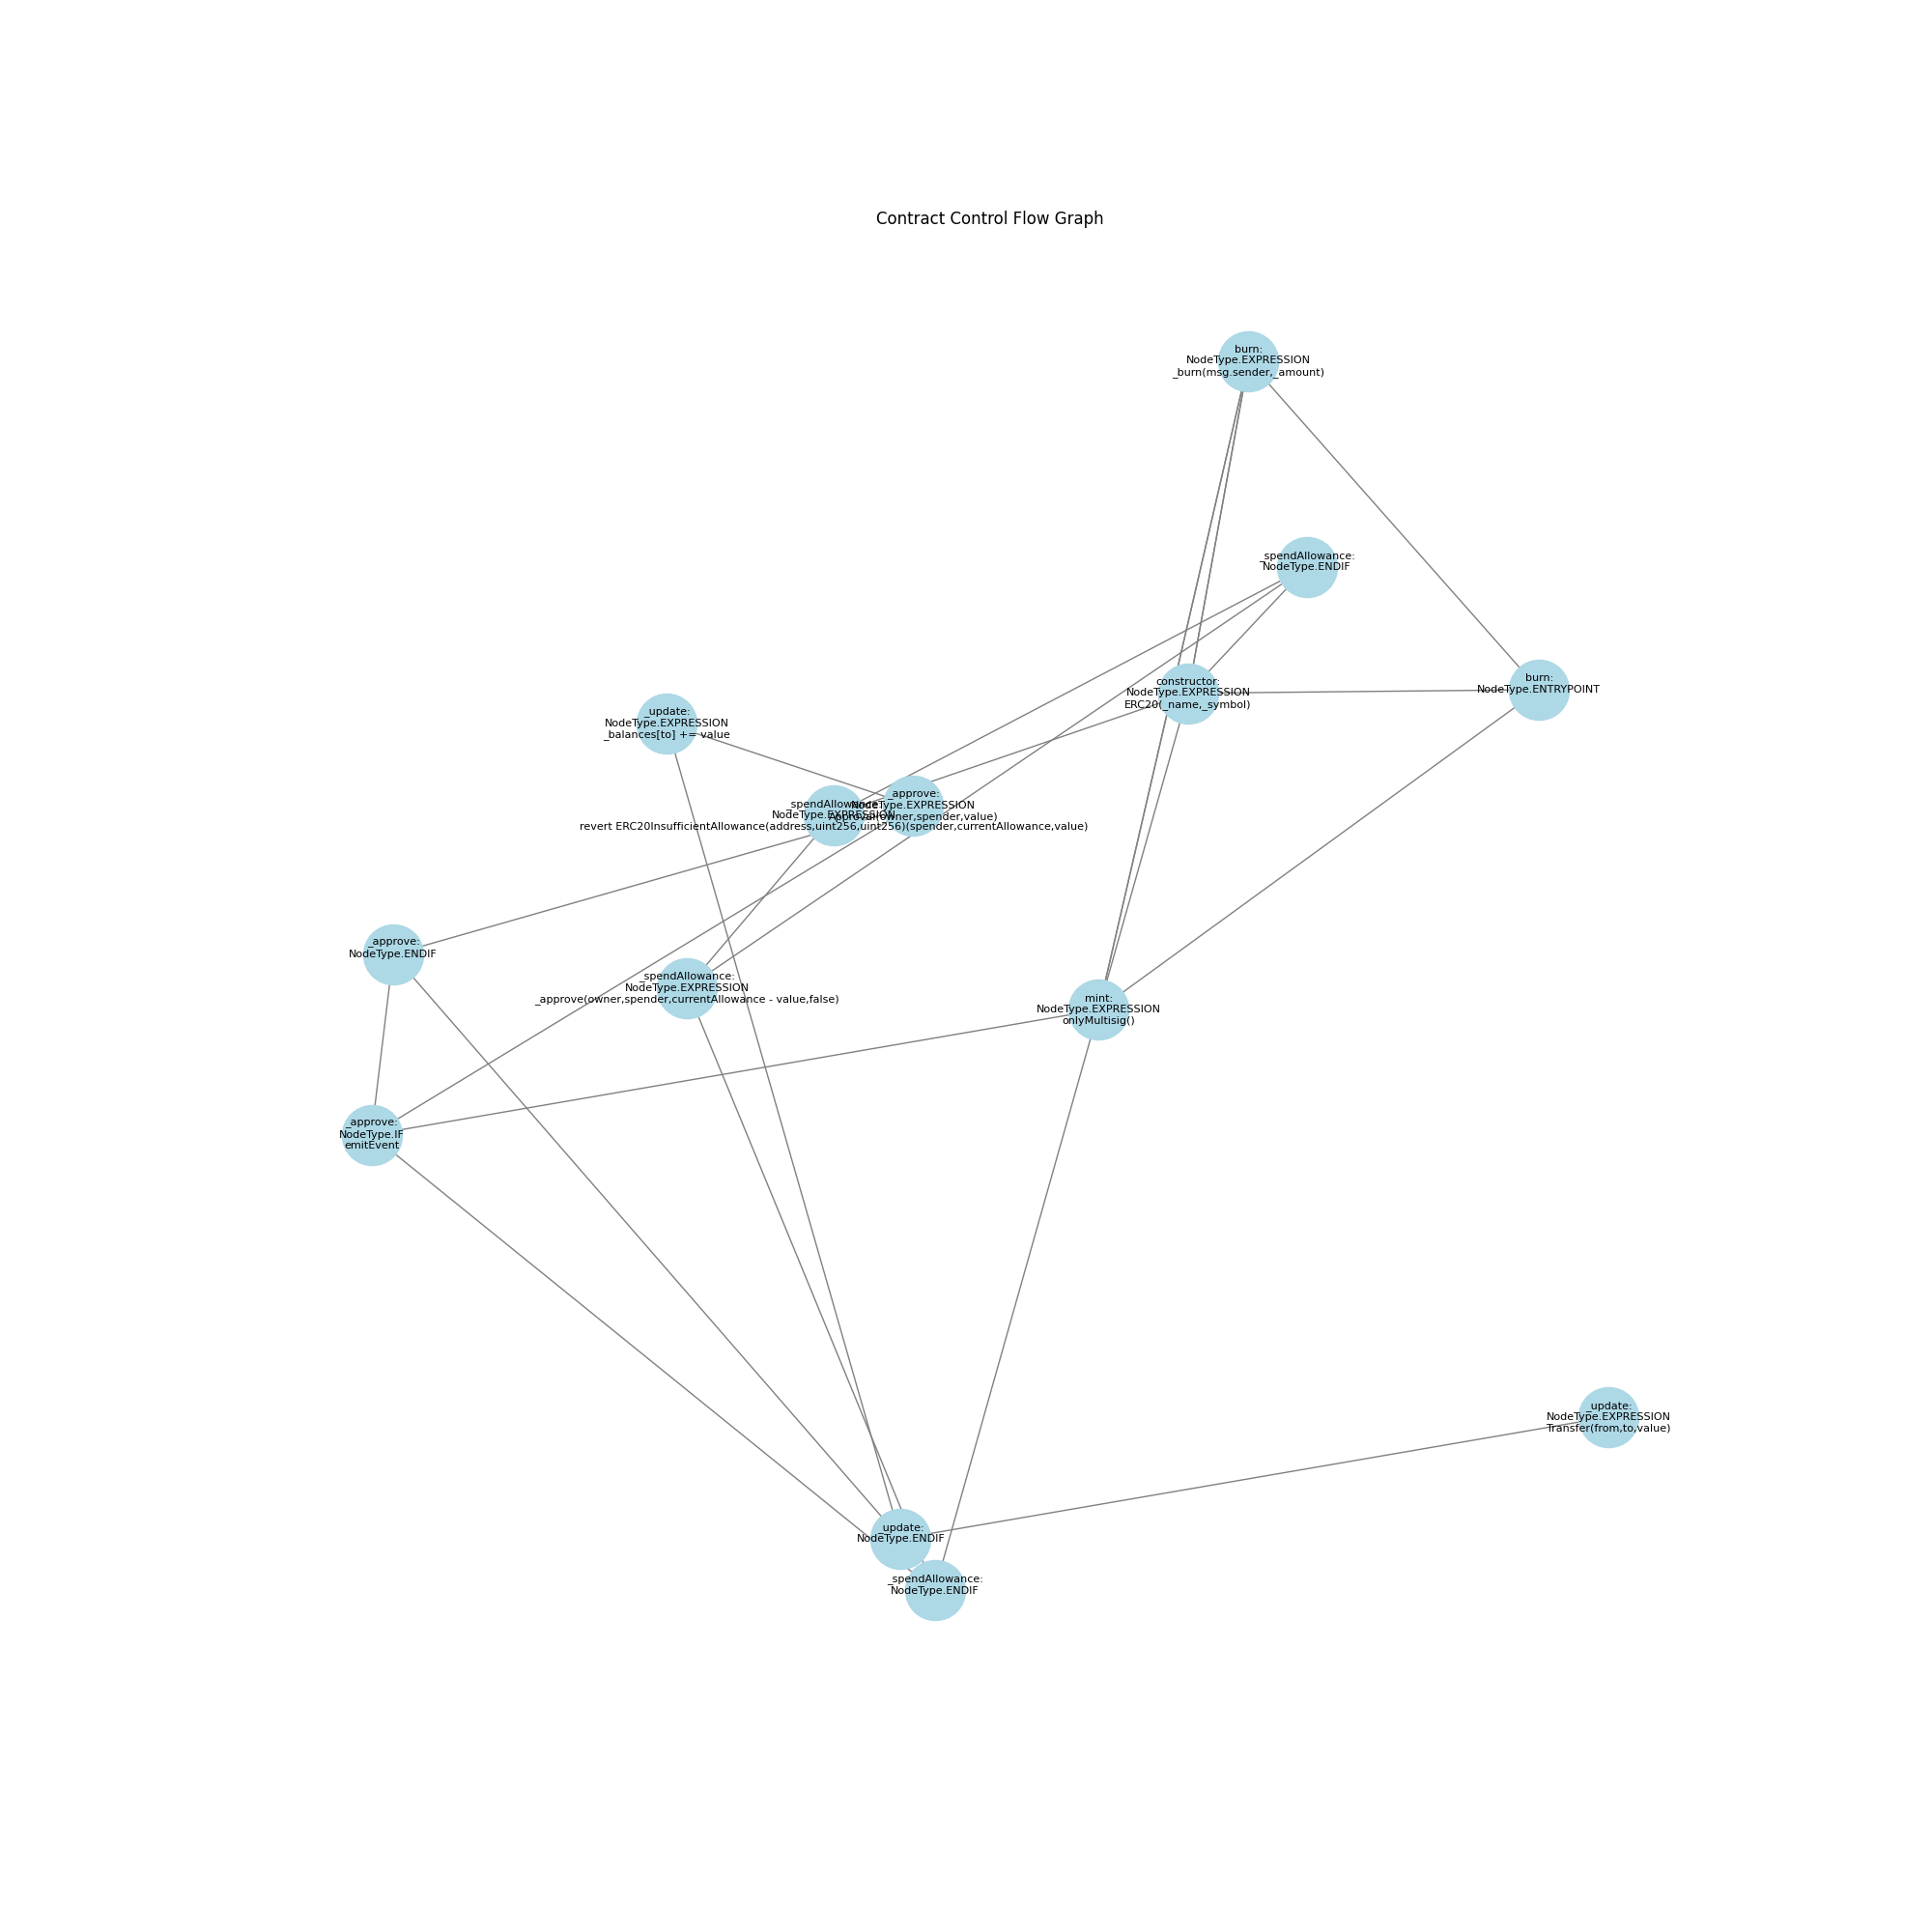 Contract Control Flow Graph
burn:
NodeType.EXPRESSION
_burn(msg.sender,_amount)
_spendAllowance:
NodeType.ENDIF
constructor:
NodeType.EXPRESSION
ERC20(_name,_symbol)
burn:
NodeType.ENTRYPOINT
_update:
NodeType.EXPRESSION
_balances[to] += value
_approve:
NodeType.EXPRESSION
Approval(owner,spender,value)
_spendAllowance:
NodeType.EXPRESSION
revert ERC20InsufficientAllowance(address,uint256,uint256)(spender,currentAllowance,value)
_approve:
NodeType.ENDIF
_spendAllowance:
NodeType.EXPRESSION
_approve(owner,spender,currentAllowance - value,false)
mint:
NodeType.EXPRESSION
onlyMultisig()
_approve:
NodeType.IF
emitEvent
_update:
NodeType.EXPRESSION
Transfer(from,to,value)
_update:
NodeType.ENDIF
_spendAllowance:
NodeType.ENDIF